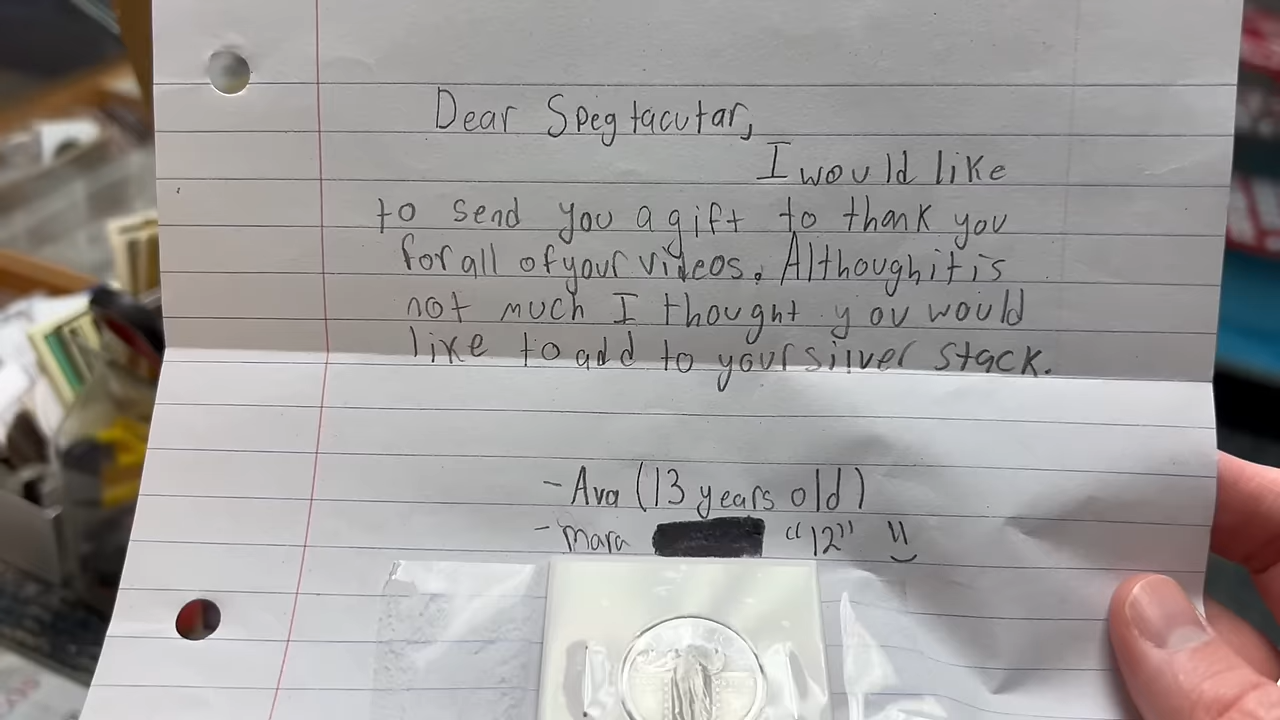 Dear Spegtacutar,
I would like
to send you a gift to thank you
for all of your videos. Although it is
not much I thought you would
like to add to your silver stack.
- Ava (13 years old)
- mara "12" :)